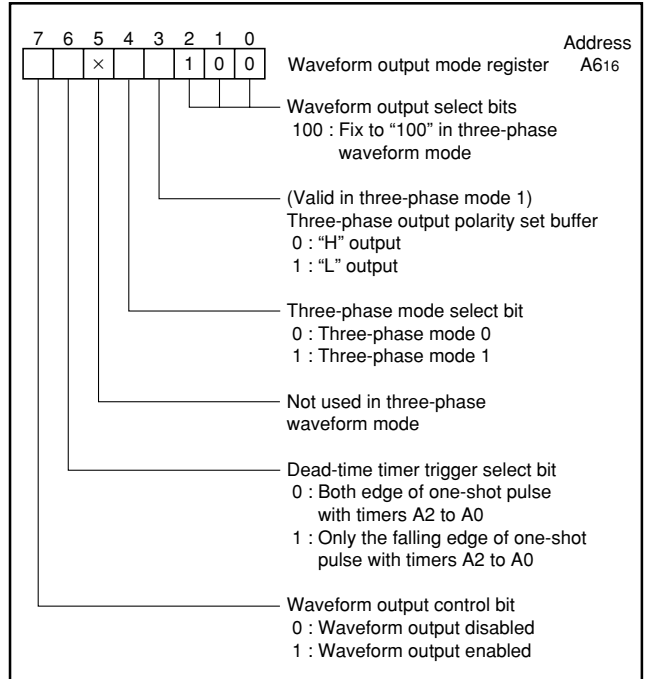 7 6 5 4 3 2 1 0
Address
× 1 0 0 Waveform output mode register A616
Waveform output select bits
100 : Fix to “100” in three-phase
waveform mode
(Valid in three-phase mode 1)
Three-phase output polarity set buffer
0 : “H” output
1 : “L” output
Three-phase mode select bit
0 : Three-phase mode 0
1 : Three-phase mode 1
Not used in three-phase
waveform mode
Dead-time timer trigger select bit
0 : Both edge of one-shot pulse
with timers A2 to A0
1 : Only the falling edge of one-shot
pulse with timers A2 to A0
Waveform output control bit
0 : Waveform output disabled
1 : Waveform output enabled